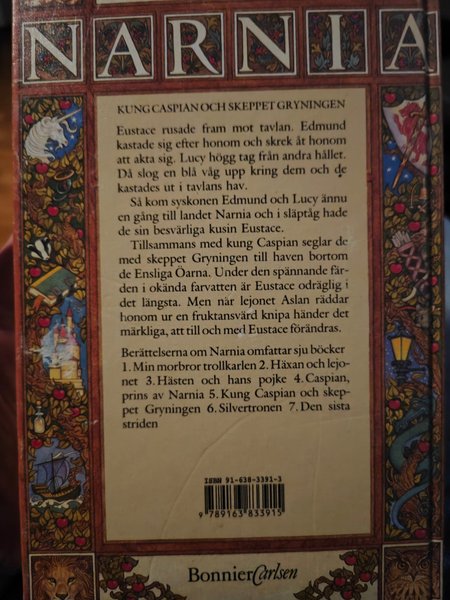 NARNIA
KUNG CASPIAN OCH SKEPPET GRYNINGEN
Eustace rusade fram mot tavlan. Edmund
kastade sig efter honom och skrek åt honom
att akta sig. Lucy högg tag från andra hållet.
Då slog en blå våg upp kring dem och de
kastades ut i tavlans hav.
Så kom syskonen Edmund och Lucy ännu
en gång till landet Narnia och i släptåg hade
de sin besvärliga kusin Eustace.
Tillsammans med kung Caspian seglar de
med skeppet Gryningen till haven bortom
de Ensliga Öarna. Under den spännande fär-
den i okända farvatten är Eustace odräglig i
det längsta. Men när lejonet Aslan räddar
honom ur en fruktansvärd knipa händer det
märkliga, att till och med Eustace förändras.
Berättelserna om Narnia omfattar sju böcker
1. Min morbror trollkarlen 2. Häxan och lejo-
net 3. Hästen och hans pojke 4. Caspian,
prins av Narnia 5. Kung Caspian och skep-
pet Gryningen 6. Silvertronen 7. Den sista
striden
ISBN 91-638-3391-3
9 789163 833915
BonnierCarlsen